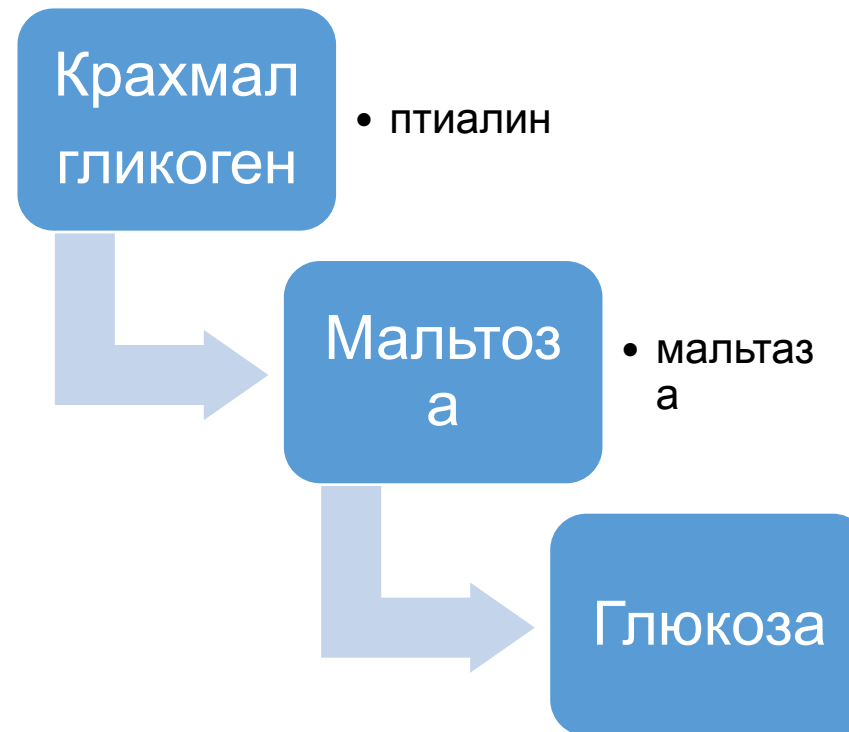 Крахмал
гликоген
• птиалин
Мальтоз
а
• мальтаз
а
Глюкоза